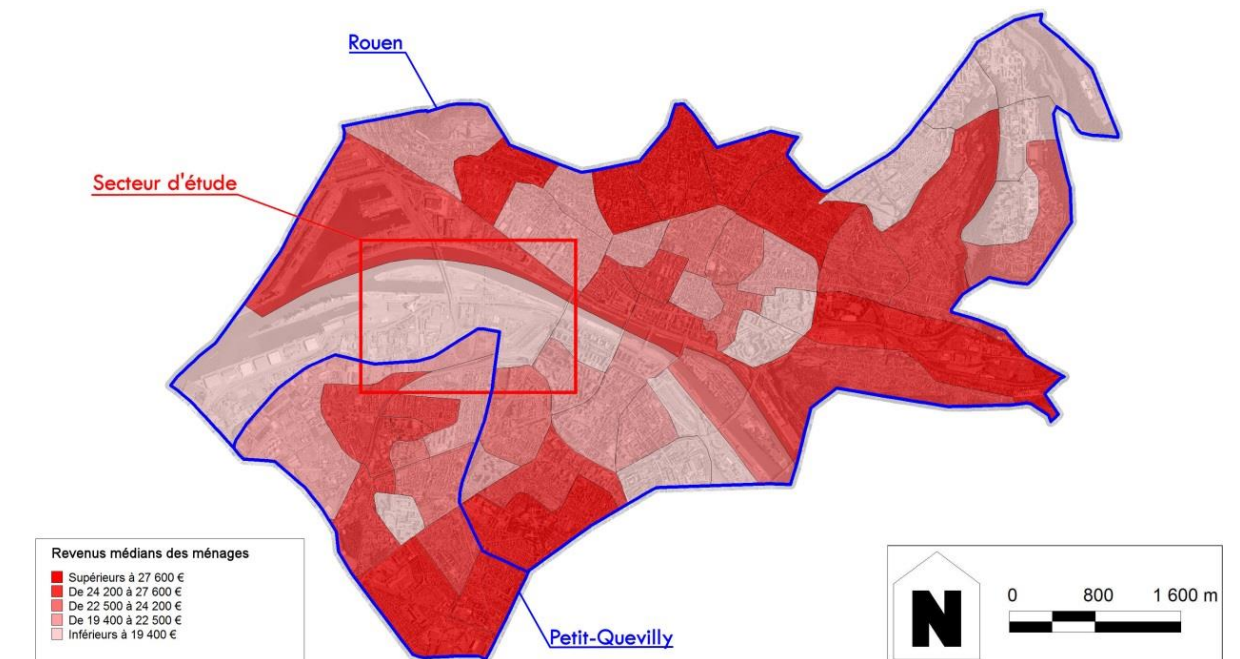 Rouen
Secteur d'étude
Revenus médians des ménages
Supérieurs à 27 600 €
De 24 200 à 27 600 €
De 22 500 à 24 200 €
De 19 400 à 22 500 €
Inférieurs à 19 400 €
Petit-Quevilly
N
0 800 1 600 m